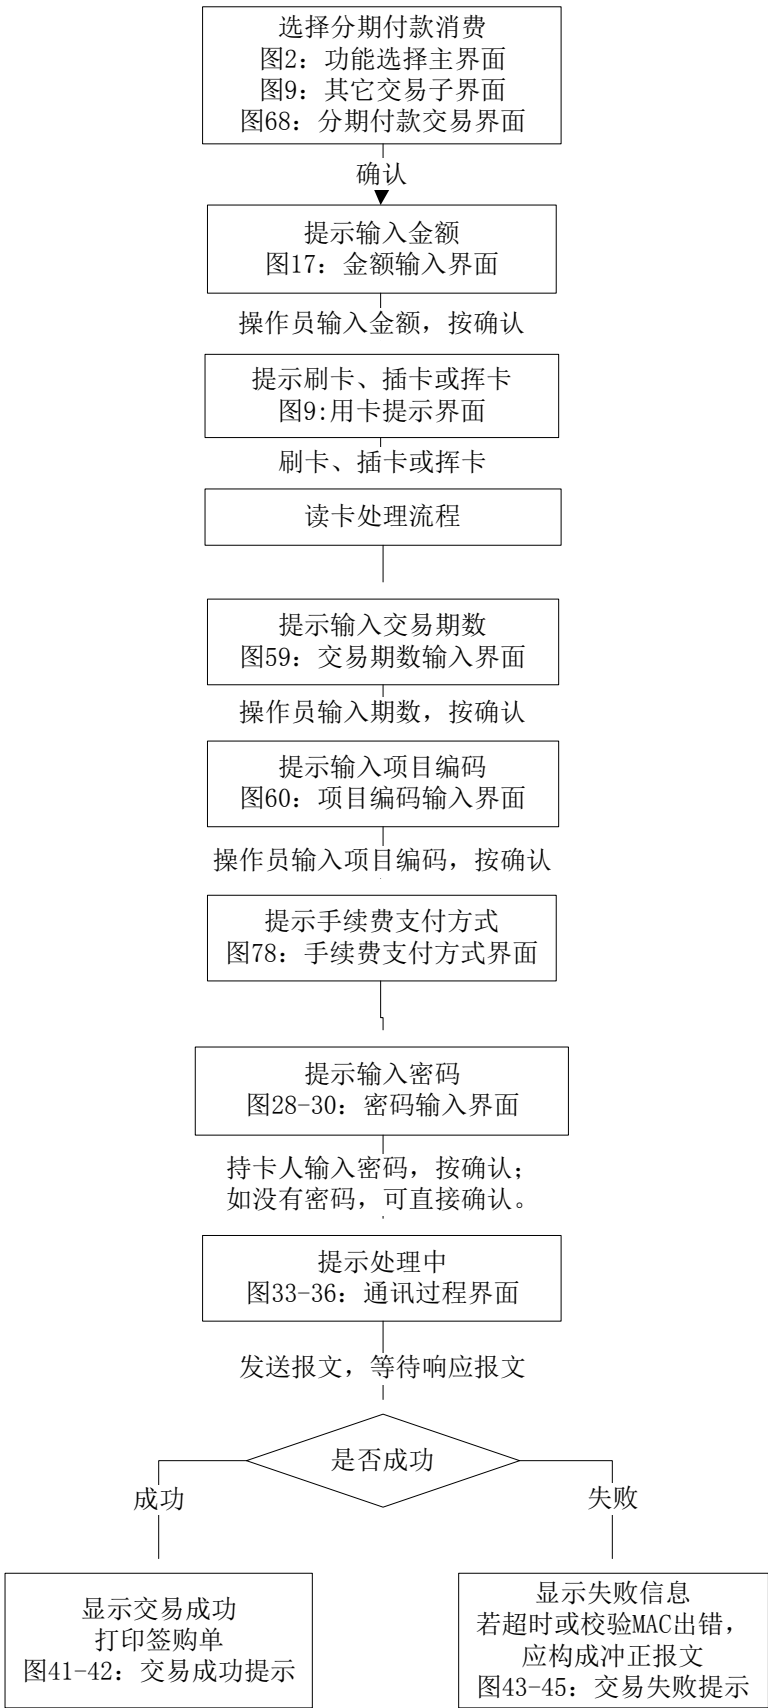 选择分期付款消费
图2：功能选择主界面
图9：其它交易子界面
图68：分期付款交易界面
确认
提示输入金额
图17：金额输入界面
操作员输入金额，按确认
提示刷卡、插卡或挥卡
图9:用卡提示界面
刷卡、插卡或挥卡
读卡处理流程
提示输入交易期数
图59：交易期数输入界面
操作员输入期数，按确认
提示输入项目编码
图60：项目编码输入界面
操作员输入项目编码，按确认
提示手续费支付方式
图78：手续费支付方式界面
提示输入密码
图28-30：密码输入界面
持卡人输入密码，按确认；
如没有密码，可直接确认。
提示处理中
图33-36：通讯过程界面
发送报文，等待响应报文
是否成功
成功
失败
显示交易成功
打印签购单
图41-42：交易成功提示
显示失败信息
若超时或校验MAC出错，
应构成冲正报文
图43-45：交易失败提示